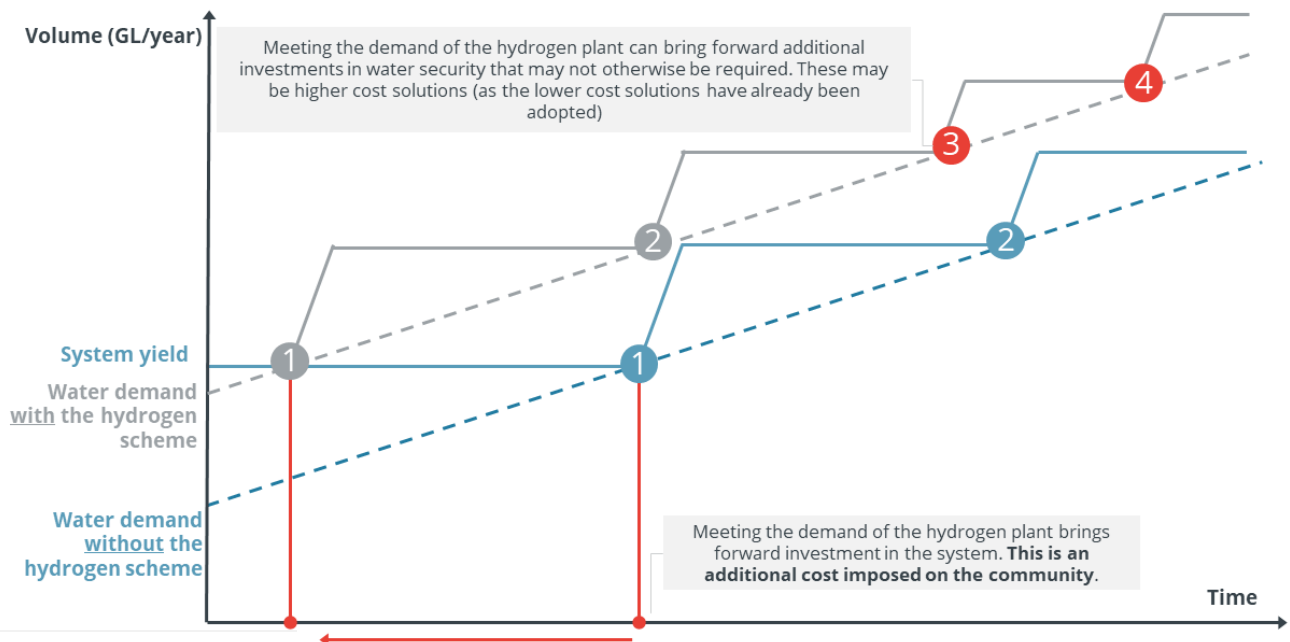 Volume (GL/year)
Meeting the demand of the hydrogen plant can bring forward additional
investments in water security that may not otherwise be required. These may
be higher cost solutions (as the lower cost solutions have already been
adopted)
4
3
2
2
1
1
System yield
Water demand
with the hydrogen
scheme
Water demand
without the
hydrogen scheme
Meeting the demand of the hydrogen plant brings
forward investment in the system. This is an
additional cost imposed on the community.
Time